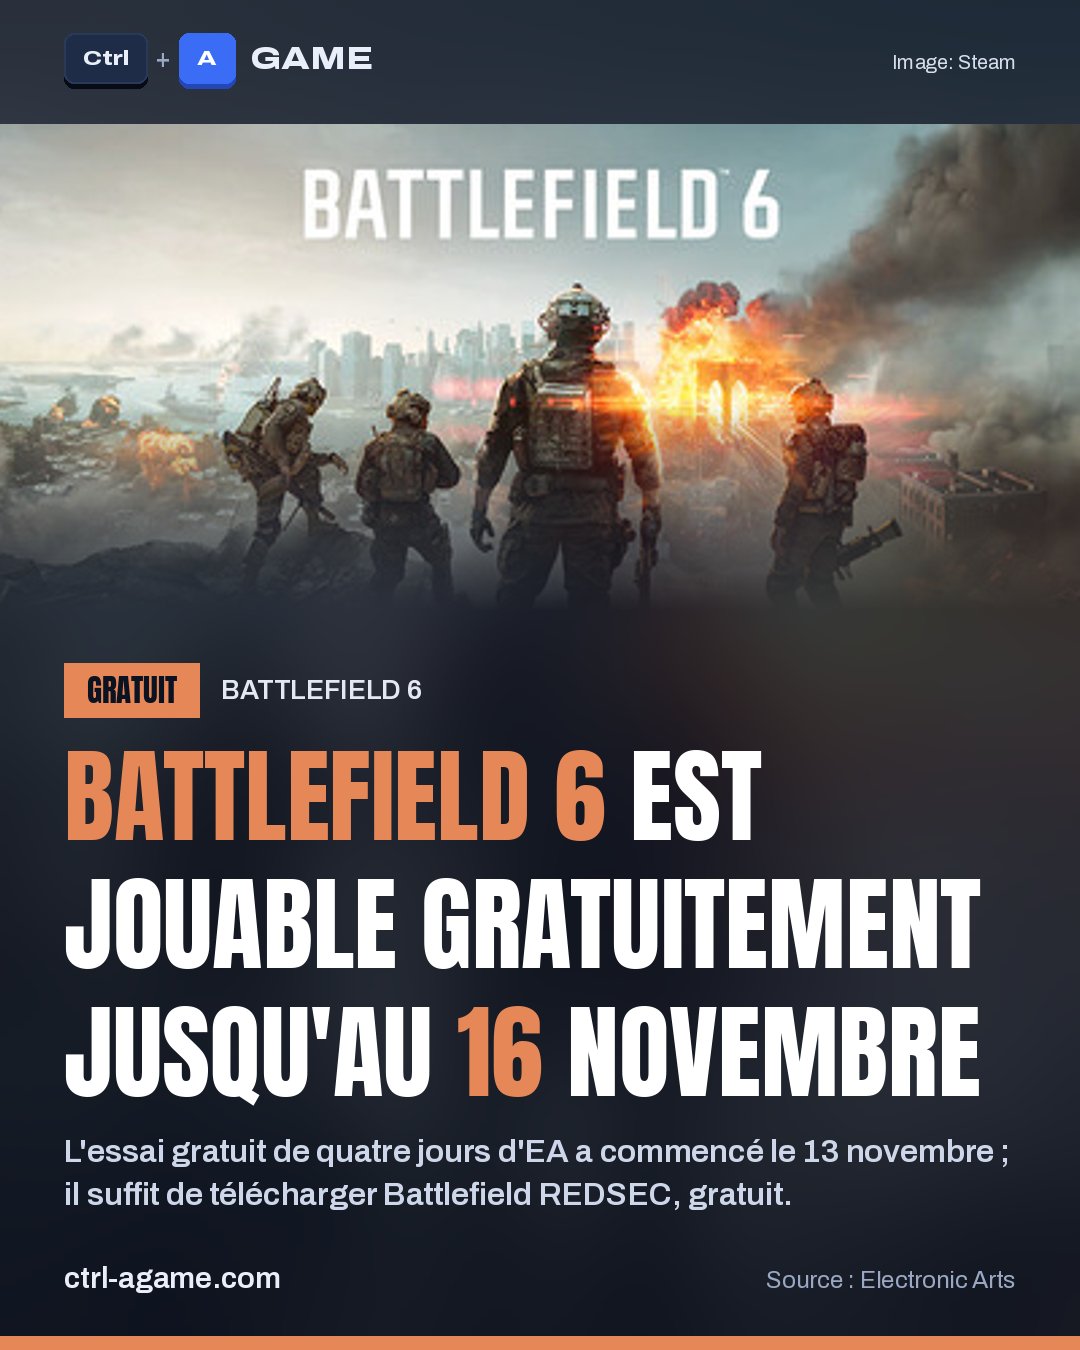 Ctrl + A GAME
Image: Steam
BATTLEFIELD™ 6
GRATUIT BATTLEFIELD 6
BATTLEFIELD 6 EST
JOUABLE GRATUITEMENT
JUSQU'AU 16 NOVEMBRE
L'essai gratuit de quatre jours d'EA a commencé le 13 novembre ;
il suffit de télécharger Battlefield REDSEC, gratuit.
ctrl-agame.com
Source : Electronic Arts